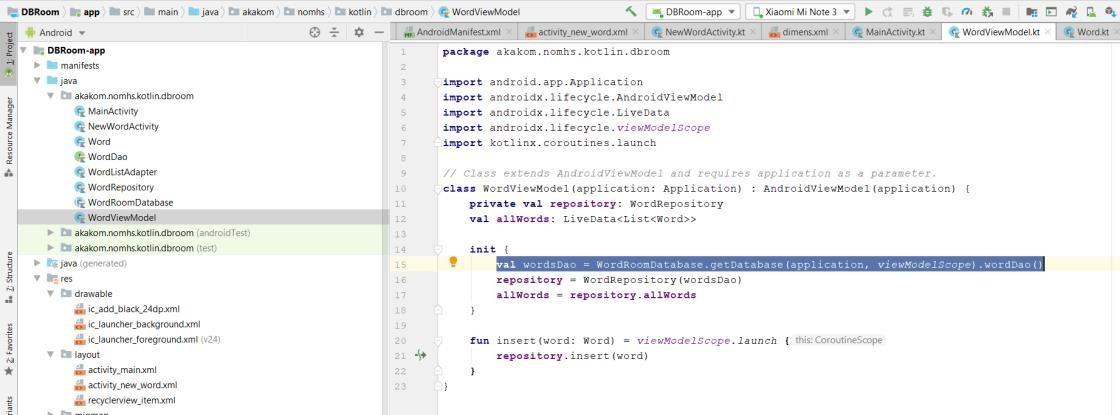 DBRoom app src main java akakom nomhs kotlin dbroom WordViewModel
DBRoom-app Xiaomi Mi Note 3
1: Project
Resource Manager
Z: Structure
2: Favorites
riants
Android
DBRoom-app
manifests
java
akakom.nomhs.kotlin.dbroom
MainActivity
NewWordActivity
Word
WordDao
WordListAdapter
WordRepository
WordRoomDatabase
WordViewModel
akakom.nomhs.kotlin.dbroom (androidTest)
akakom.nomhs.kotlin.dbroom (test)
java (generated)
res
drawable
ic_add_black_24dp.xml
ic_launcher_background.xml
ic_launcher_foreground.xml (v24)
layout
activity_main.xml
activity_new_word.xml
recyclerview_item.xml
AndroidManifest.xml activity_new_word.xml NewWordActivity.kt dimens.xml MainActivity.kt WordViewModel.kt Word.kt
1 package akakom.nomhs.kotlin.dbroom
2
3 import android.app.Application
4 import androidx.lifecycle.AndroidViewModel
5 import androidx.lifecycle.LiveData
6 import androidx.lifecycle.viewModelScope
7 import kotlinx.coroutines.launch
8
9 // Class extends AndroidViewModel and requires application as a parameter.
10 class WordViewModel(application: Application) : AndroidViewModel(application) {
11 private val repository: WordRepository
12 val allWords: LiveData<List<Word>>
13
14 init {
15 val wordsDao = WordRoomDatabase.getDatabase(application, viewModelScope).wordDao()
16 repository = WordRepository(wordsDao)
17 allWords = repository.allWords
18 }
19
20 fun insert(word: Word) = viewModelScope.launch { this: CoroutineScope
21 repository.insert(word)
22 }
23 }